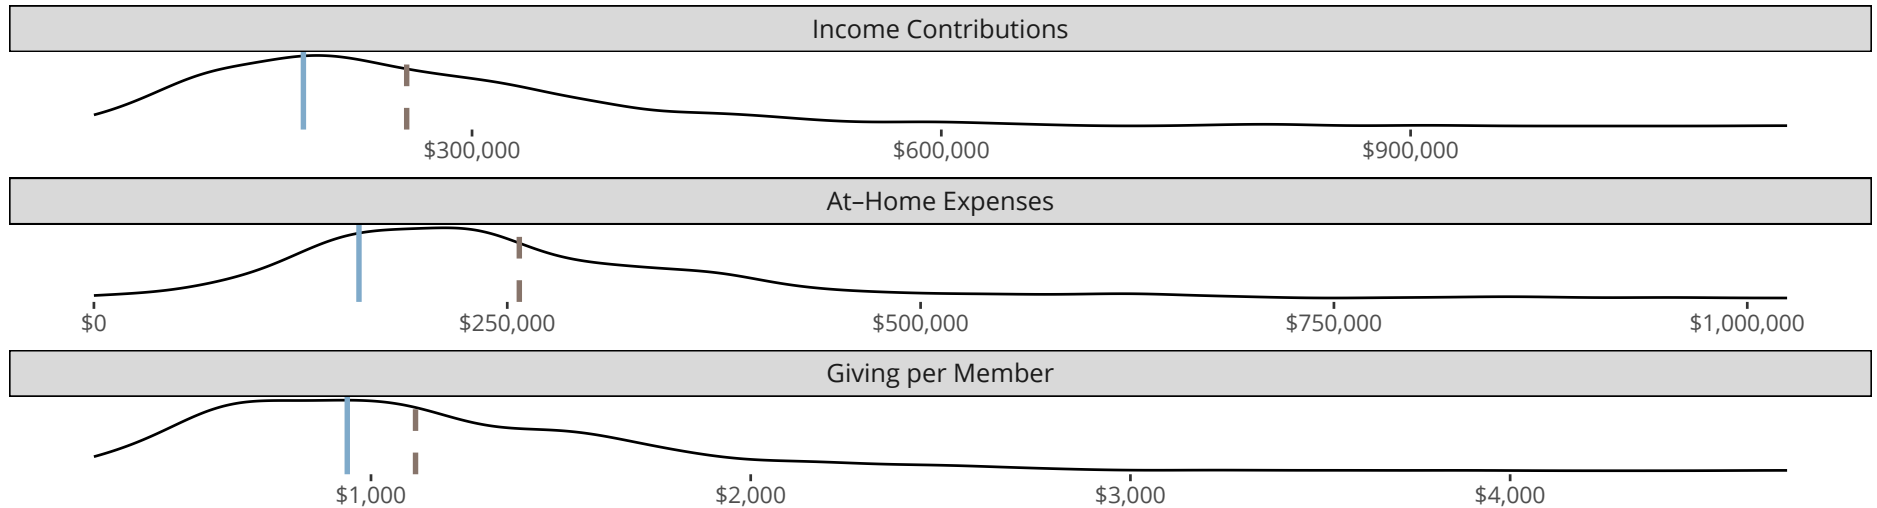 Income Contributions
$300,000 $600,000 $900,000
At–Home Expenses
$0 $250,000 $500,000 $750,000 $1,000,000
Giving per Member
$1,000 $2,000 $3,000 $4,000